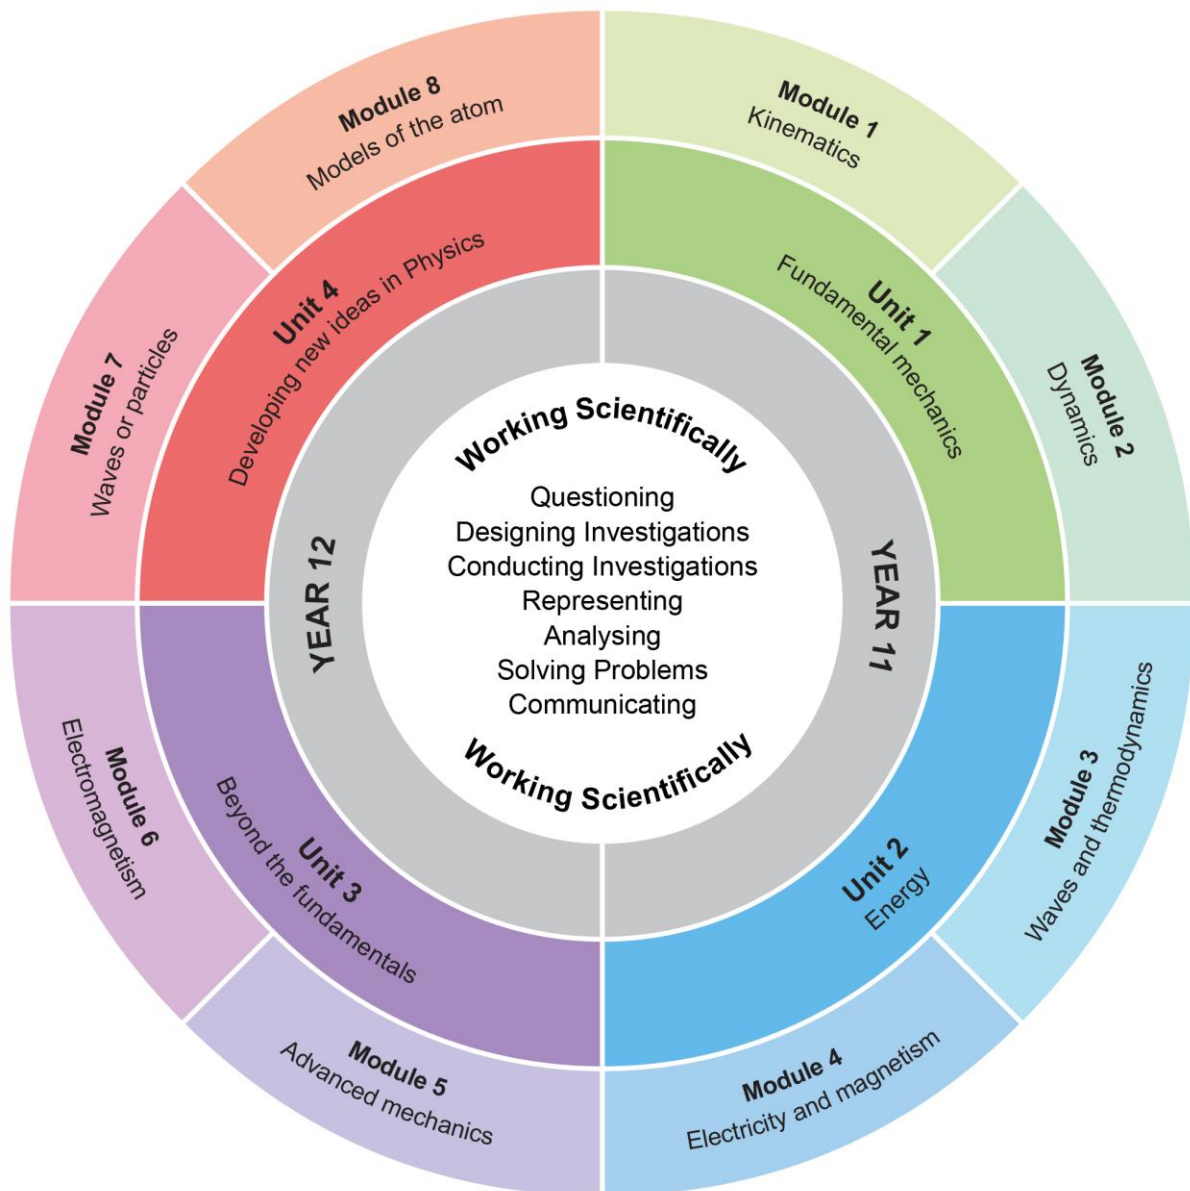 Module 8
Models of the atom
Module 1
Kinematics
Unit 4
Developing new ideas in Physics
Unit 1
Fundamental mechanics
Module 7
Waves or particles
Module 2
Dynamics
YEAR 12
Working Scientifically
Questioning
Designing Investigations
Conducting Investigations
Representing
Analysing
Solving Problems
Communicating
Working Scientifically
YEAR 11
Module 6
Electromagnetism
Unit 3
Beyond the fundamentals
Unit 2
Energy
Module 3
Waves and thermodynamics
Module 5
Advanced mechanics
Module 4
Electricity and magnetism